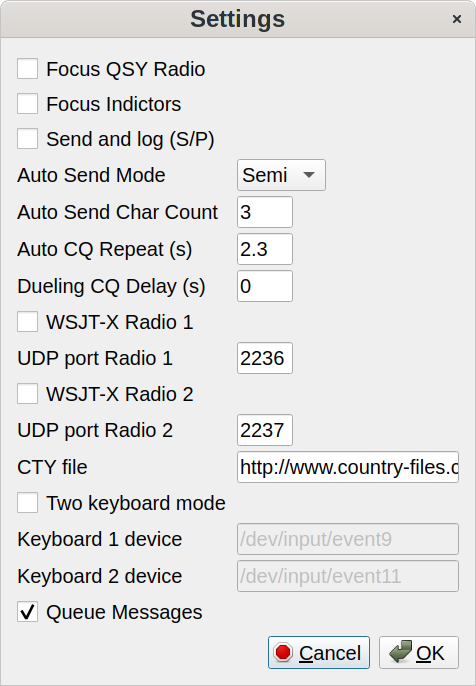 Settings
Focus QSY Radio
Focus Indictors
Send and log (S/P)
Auto Send Mode Semi
Auto Send Char Count 3
Auto CQ Repeat (s) 2.3
Dueling CQ Delay (s) 0
WSJT-X Radio 1
UDP port Radio 1 2236
WSJT-X Radio 2
UDP port Radio 2 2237
CTY file http://www.country-files.c
Two keyboard mode
Keyboard 1 device /dev/input/event9
Keyboard 2 device /dev/input/event11
Queue Messages
Cancel OK